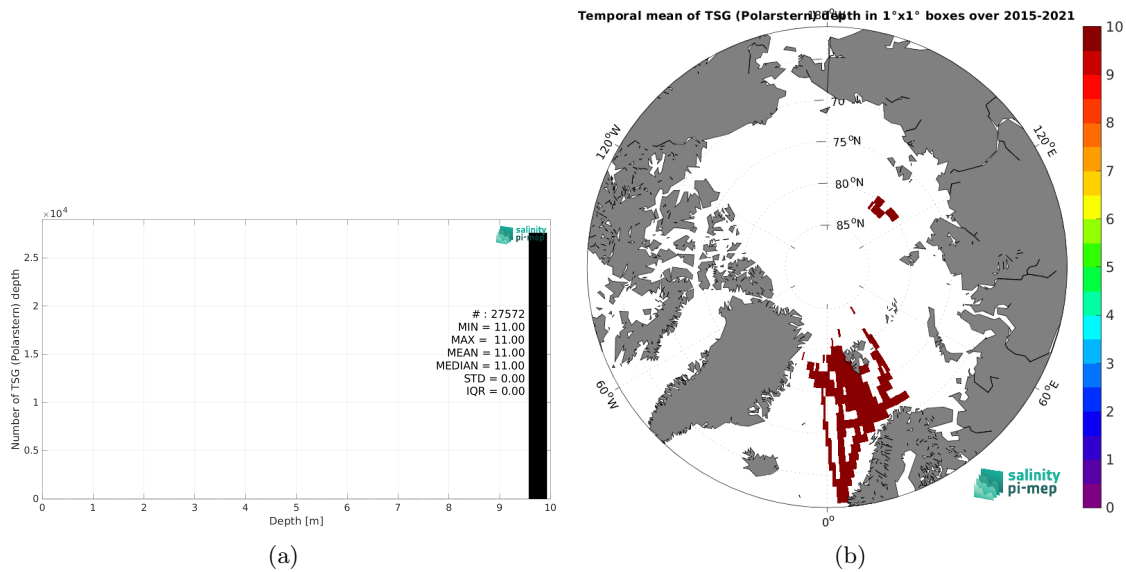 Temporal mean of TSG (Polarstern) depth in 1°x1° boxes over 2015-2021
180°
×10⁴
Number of TSG (Polarstern) depth
2.5
2
1.5
1
0.5
0
salinity
pi-mep
# : 27572
MIN = 11.00
MAX = 11.00
MEAN = 11.00
MEDIAN = 11.00
STD = 0.00
IQR = 0.00
0 1 2 3 4 5 6 7 8 9 10
Depth [m]
(a)
120°W
120°E
70°N
75°N
80°N
85°N
60°W
60°E
0°
salinity
pi-mep
10
9
8
7
6
5
4
3
2
1
0
(b)